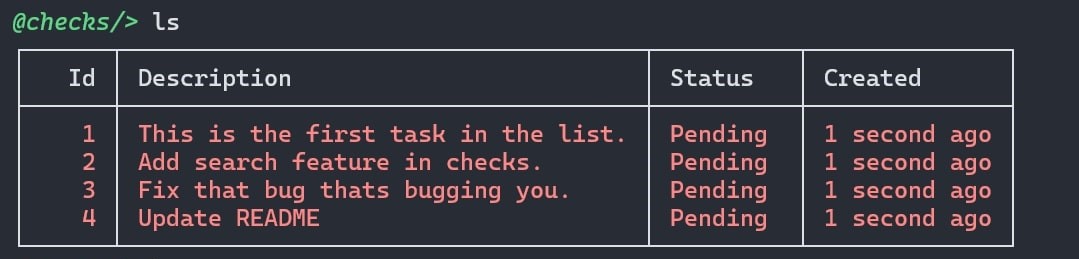 @checks/> ls
Id Description Status Created
1 This is the first task in the list. Pending 1 second ago
2 Add search feature in checks. Pending 1 second ago
3 Fix that bug thats bugging you. Pending 1 second ago
4 Update README Pending 1 second ago